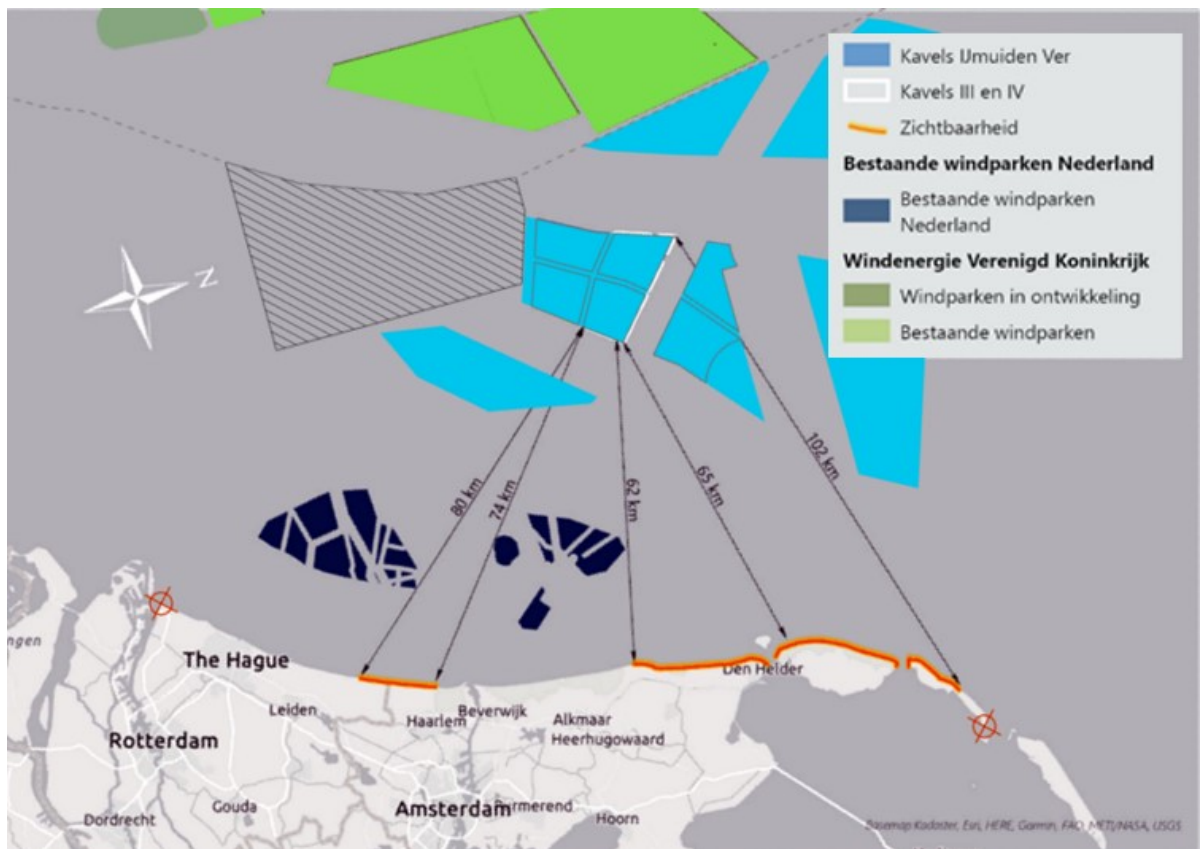 Kavels IJmuiden Ver
Kavels III en IV
Zichtbaarheid
Bestaande windparken Nederland
Bestaande windparken
Nederland
Windenergie Verenigd Koninkrijk
Windparken in ontwikkeling
Bestaande windparken
N
80 km
74 km
62 km
65 km
102 km
ngen
The Hague
Den Helder
Leiden
Haarlem
Beverwijk
Alkmaar
Heerhugowaard
Rotterdam
Gouda
Amsterdam
Hoorn
Dordrecht
Basemap Kadaster, Esri, HERE, Garmin, FAO, METI/NASA, USGS